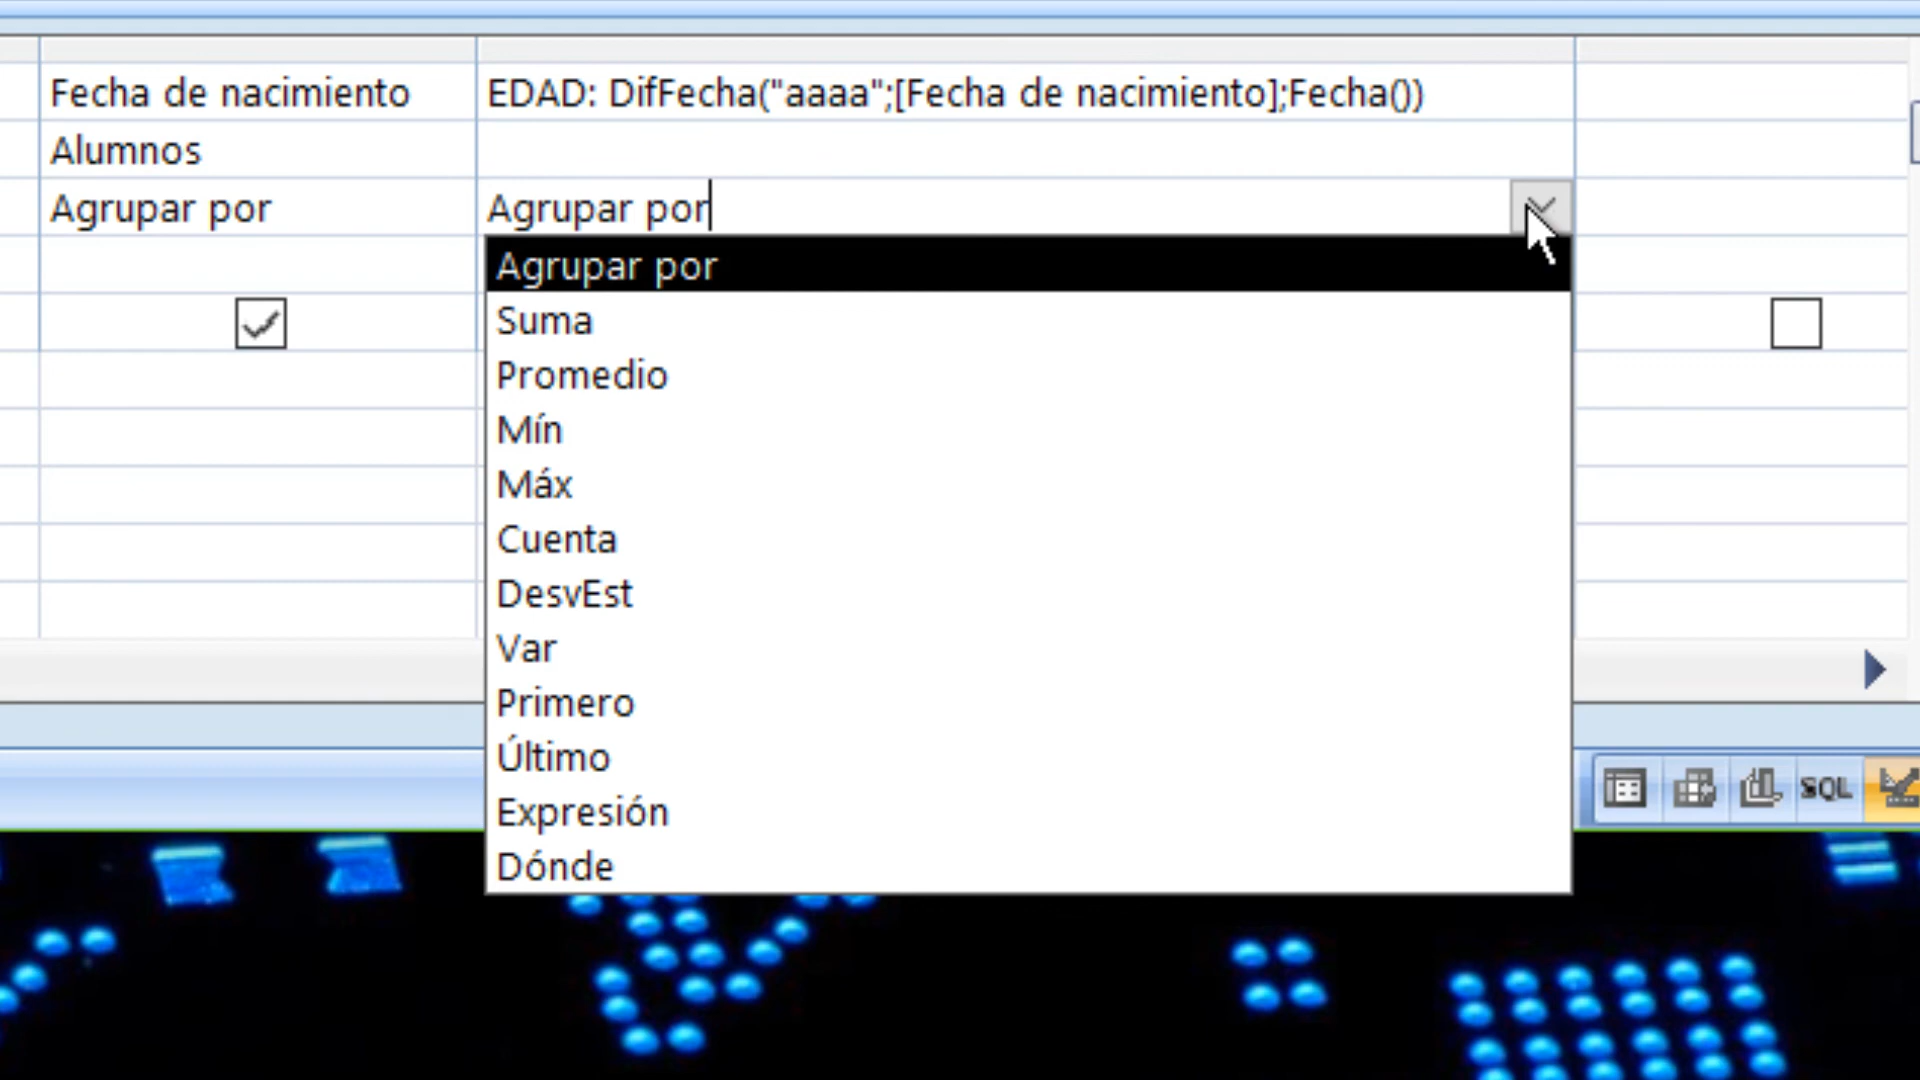 Fecha de nacimiento
EDAD: DifFecha("aaaa";[Fecha de nacimiento];Fecha())
Alumnos
Agrupar por
Agrupar por
Agrupar por
Suma
Promedio
Mín
Máx
Cuenta
DesvEst
Var
Primero
Último
Expresión
Dónde
SQL